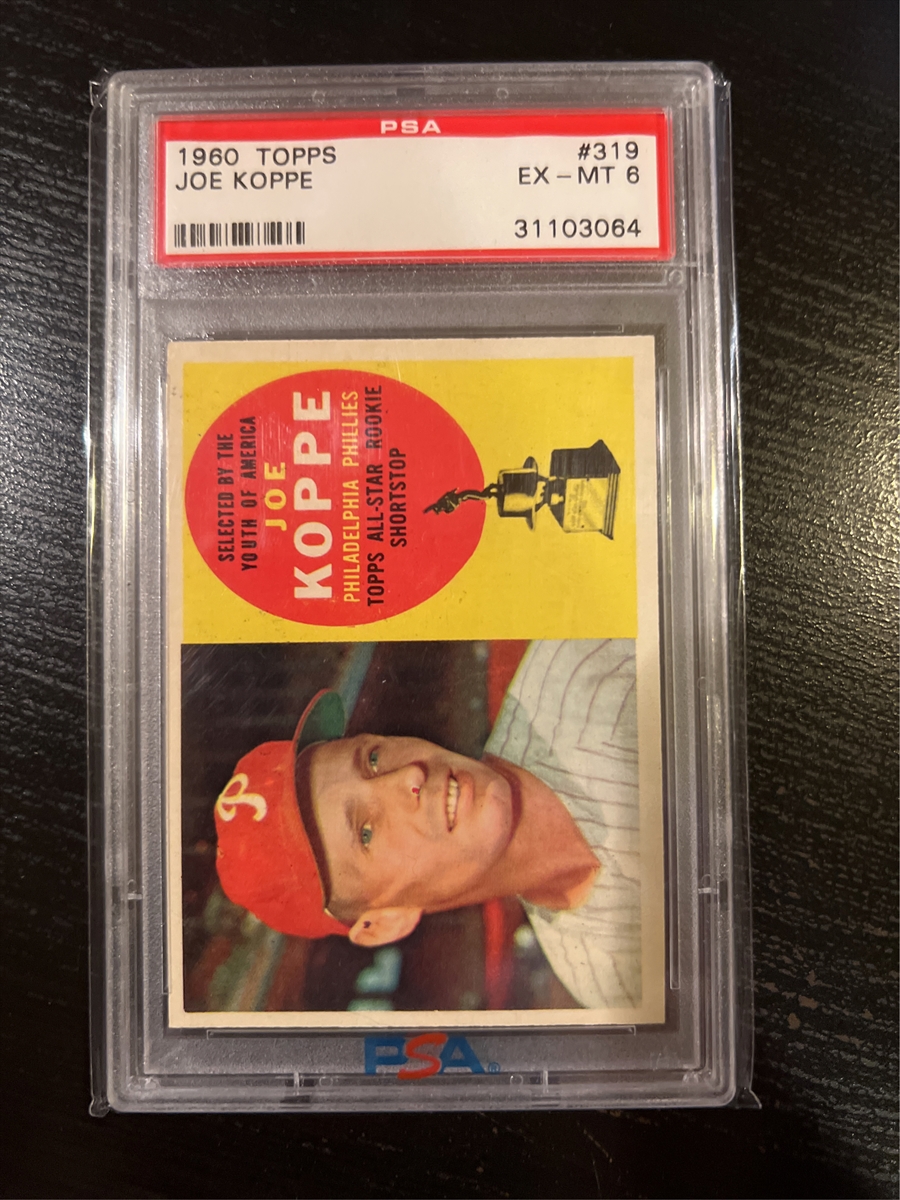 PSA
1960 TOPPS #319
JOE KOPPE EX-MT 6
31103064
SELECTED BY THE
YOUTH OF AMERICA
JOE
KOPPE
PHILADELPHIA PHILLIES
TOPPS ALL-STAR ROOKIE
SHORTSTOP
P
PSA®